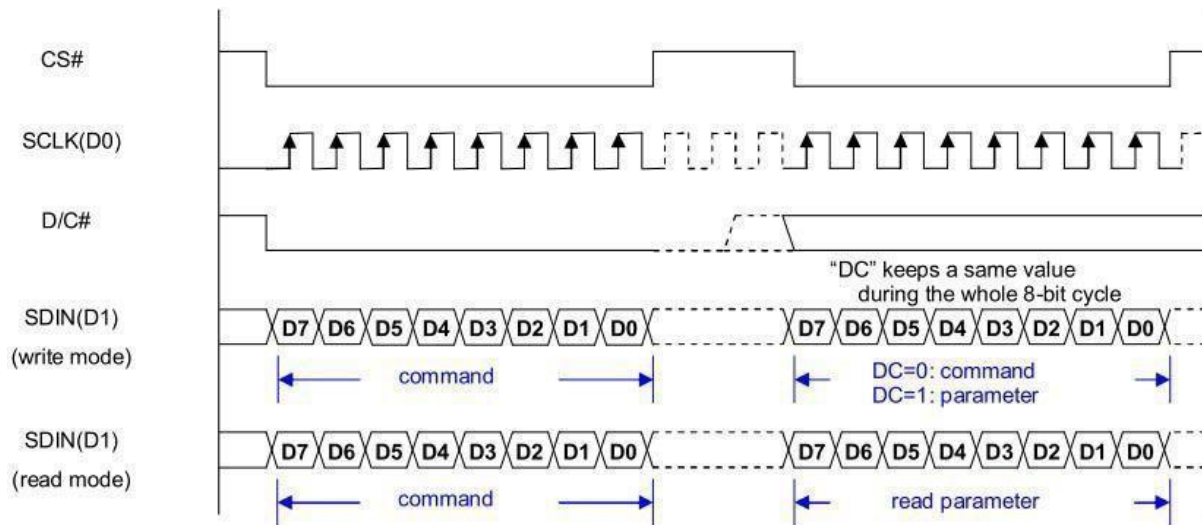 CS#
SCLK(D0)
D/C#
“DC” keeps a same value
during the whole 8-bit cycle
SDIN(D1)
(write mode)
D7 D6 D5 D4 D3 D2 D1 D0 D7 D6 D5 D4 D3 D2 D1 D0
command
DC=0: command
DC=1: parameter
SDIN(D1)
(read mode)
D7 D6 D5 D4 D3 D2 D1 D0 D7 D6 D5 D4 D3 D2 D1 D0
command read parameter